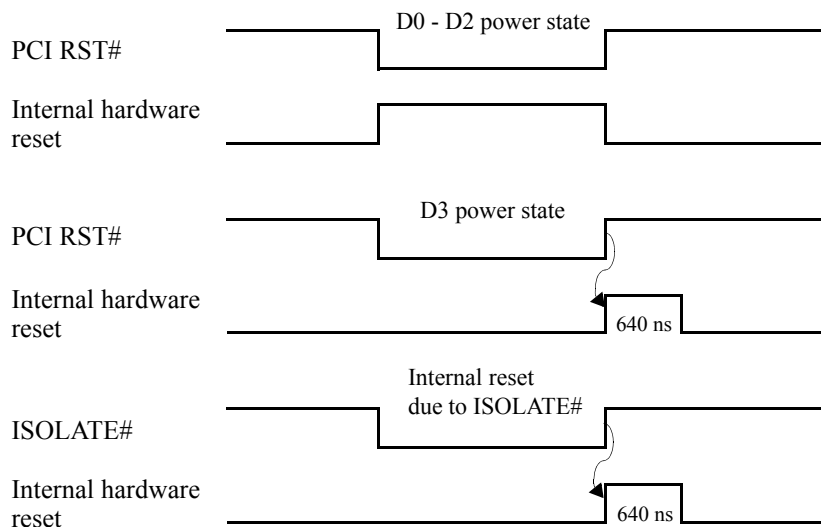 D0 - D2 power state
PCI RST#
Internal hardware
reset
D3 power state
PCI RST#
Internal hardware
reset
640 ns
Internal reset
due to ISOLATE#
ISOLATE#
Internal hardware
reset
640 ns